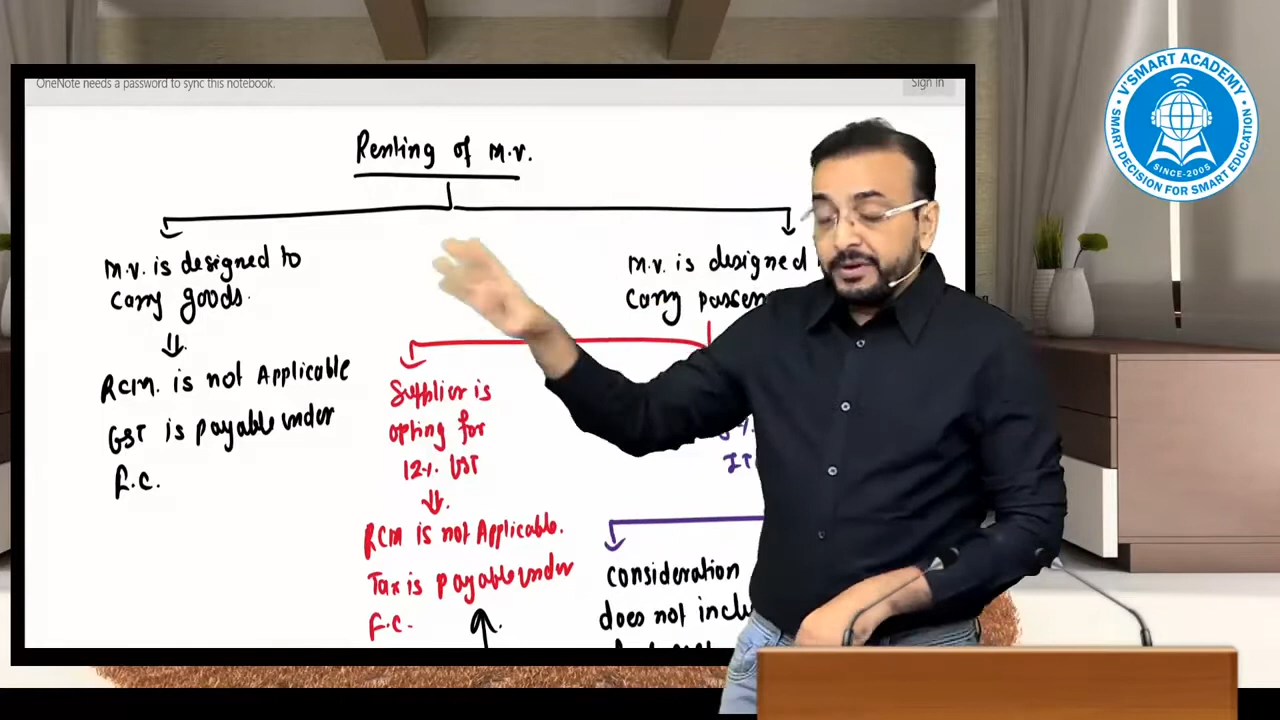 OneNote needs a password to sync this notebook.
Sign In
V'SMART ACADEMY
SINCE-2005
SMART DECISION FOR SMART EDUCATION
Renting of M.V.
M.V. is designed to
carry goods.
RCM. is not Applicable
GST is payable under
F.C.
M.V. is designed
carry passen
Supplier is
opting for
12%. GST
RCM is not Applicable.
Tax is payable under
F.C.
consideration
does not inclu